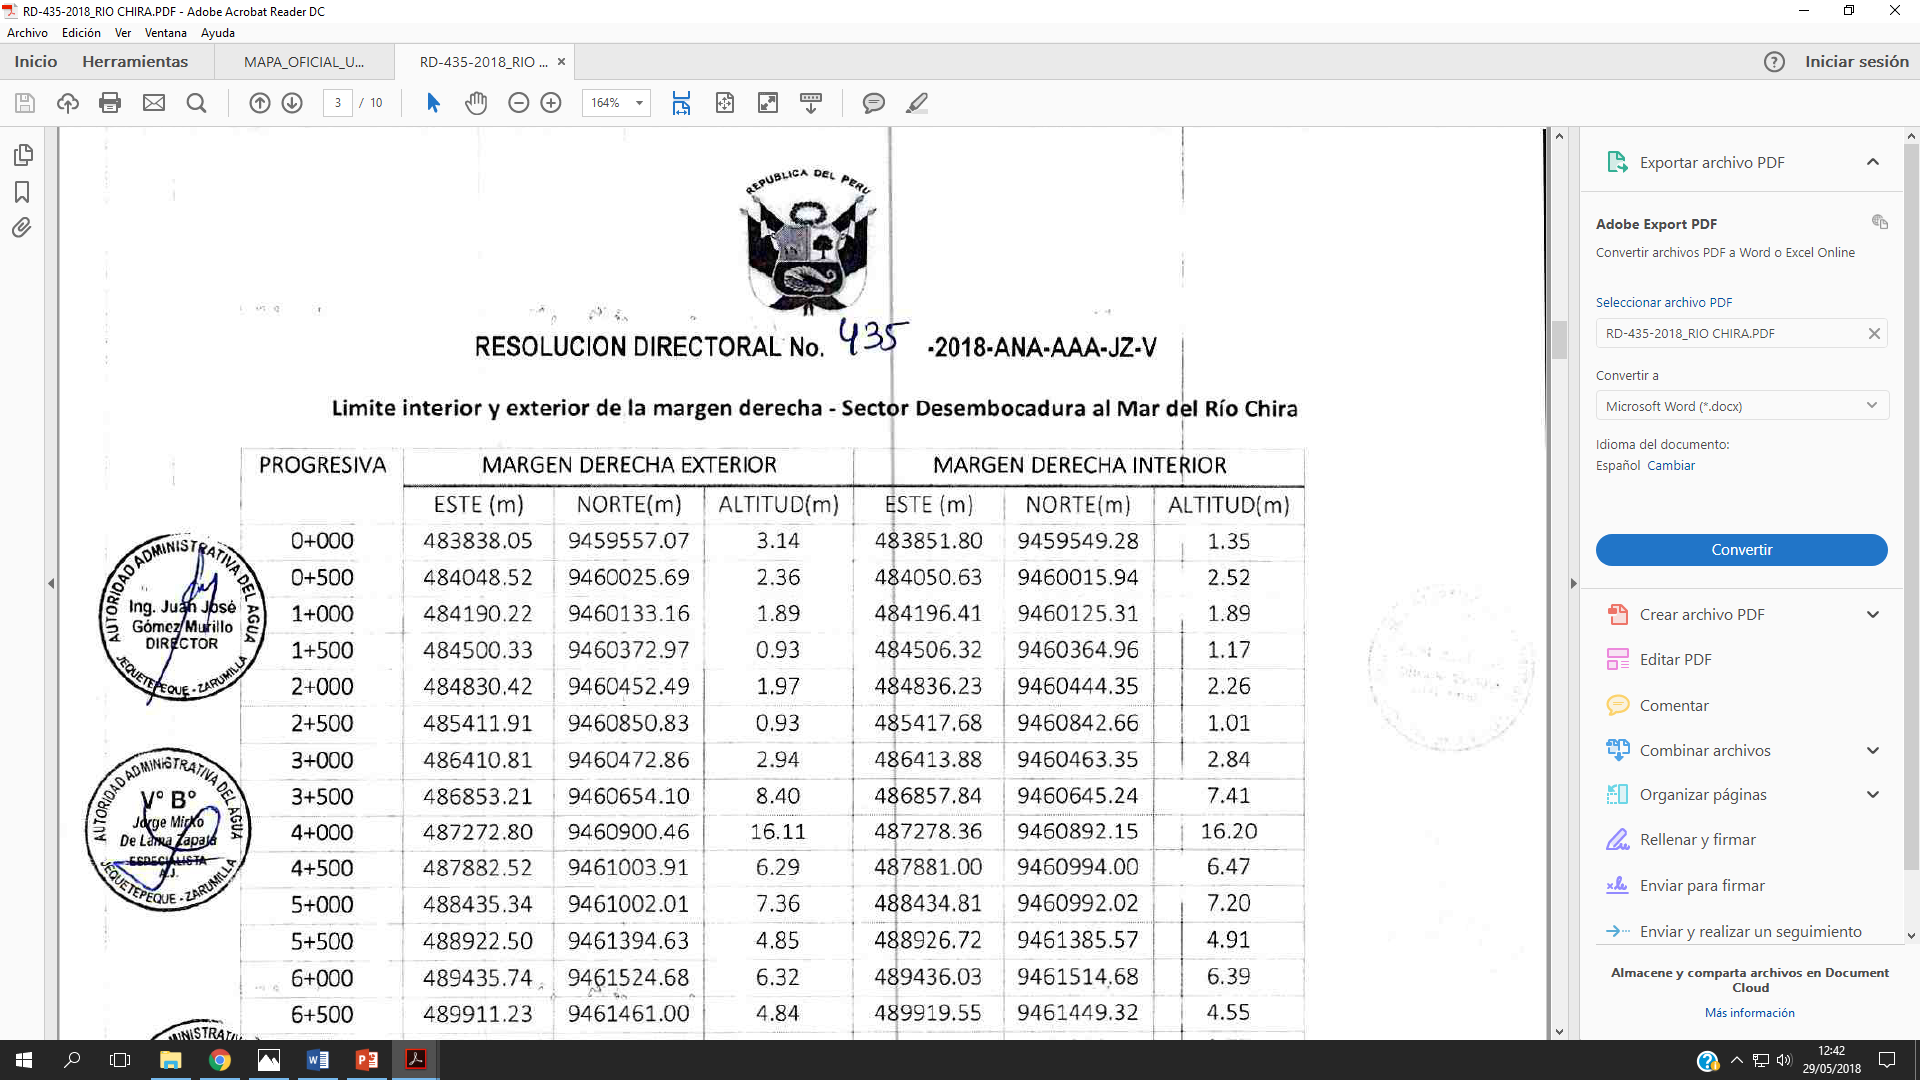 RD-435-2018_RIO CHIRA.PDF - Adobe Acrobat Reader DC
Archivo Edición Ver Ventana Ayuda
Inicio Herramientas MAPA_OFICIAL_U... RD-435-2018_RIO ... × Iniciar sesión
3 / 10 164%
REPUBLICA DEL PERU
RESOLUCION DIRECTORAL No. 435 -2018-ANA-AAA-JZ-V
Limite interior y exterior de la margen derecha - Sector Desembocadura al Mar del Río Chira
PROGRESIVA MARGEN DERECHA EXTERIOR MARGEN DERECHA INTERIOR
ESTE (m) NORTE(m) ALTITUD(m) ESTE (m) NORTE(m) ALTITUD(m)
0+000 483838.05 9459557.07 3.14 483851.80 9459549.28 1.35
0+500 484048.52 9460025.69 2.36 484050.63 9460015.94 2.52
1+000 484190.22 9460133.16 1.89 484196.41 9460125.31 1.89
1+500 484500.33 9460372.97 0.93 484506.32 9460364.96 1.17
2+000 484830.42 9460452.49 1.97 484836.23 9460444.35 2.26
2+500 485411.91 9460850.83 0.93 485417.68 9460842.66 1.01
3+000 486410.81 9460472.86 2.94 486413.88 9460463.35 2.84
3+500 486853.21 9460654.10 8.40 486857.84 9460645.24 7.41
4+000 487272.80 9460900.46 16.11 487278.36 9460892.15 16.20
4+500 487882.52 9461003.91 6.29 487881.00 9460994.00 6.47
5+000 488435.34 9461002.01 7.36 488434.81 9460992.02 7.20
5+500 488922.50 9461394.63 4.85 488926.72 9461385.57 4.91
6+000 489435.74 9461524.68 6.32 489436.03 9461514.68 6.39
6+500 489911.23 9461461.00 4.84 489919.55 9461449.32 4.55
AUTORIDAD ADMINISTRATIVA DEL AGUA
Ing. Juan José
Gómez Murillo
DIRECTOR
JEQUETEPEQUE - ZARUMILLA
AUTORIDAD ADMINISTRATIVA DEL AGUA
V° B°
Jorge Mirko
De Lama Zapata
ESPECIALISTA
A.J.
JEQUETEPEQUE - ZARUMILLA
Exportar archivo PDF
Adobe Export PDF
Convertir archivos PDF a Word o Excel Online
Seleccionar archivo PDF
RD-435-2018_RIO CHIRA.PDF
Convertir a
Microsoft Word (*.docx)
Idioma del documento:
Español Cambiar
Convertir
Crear archivo PDF
Editar PDF
Comentar
Combinar archivos
Organizar páginas
Rellenar y firmar
Enviar para firmar
Enviar y realizar un seguimiento
Almacene y comparta archivos en Document
Cloud
Más información
12:42
29/05/2018